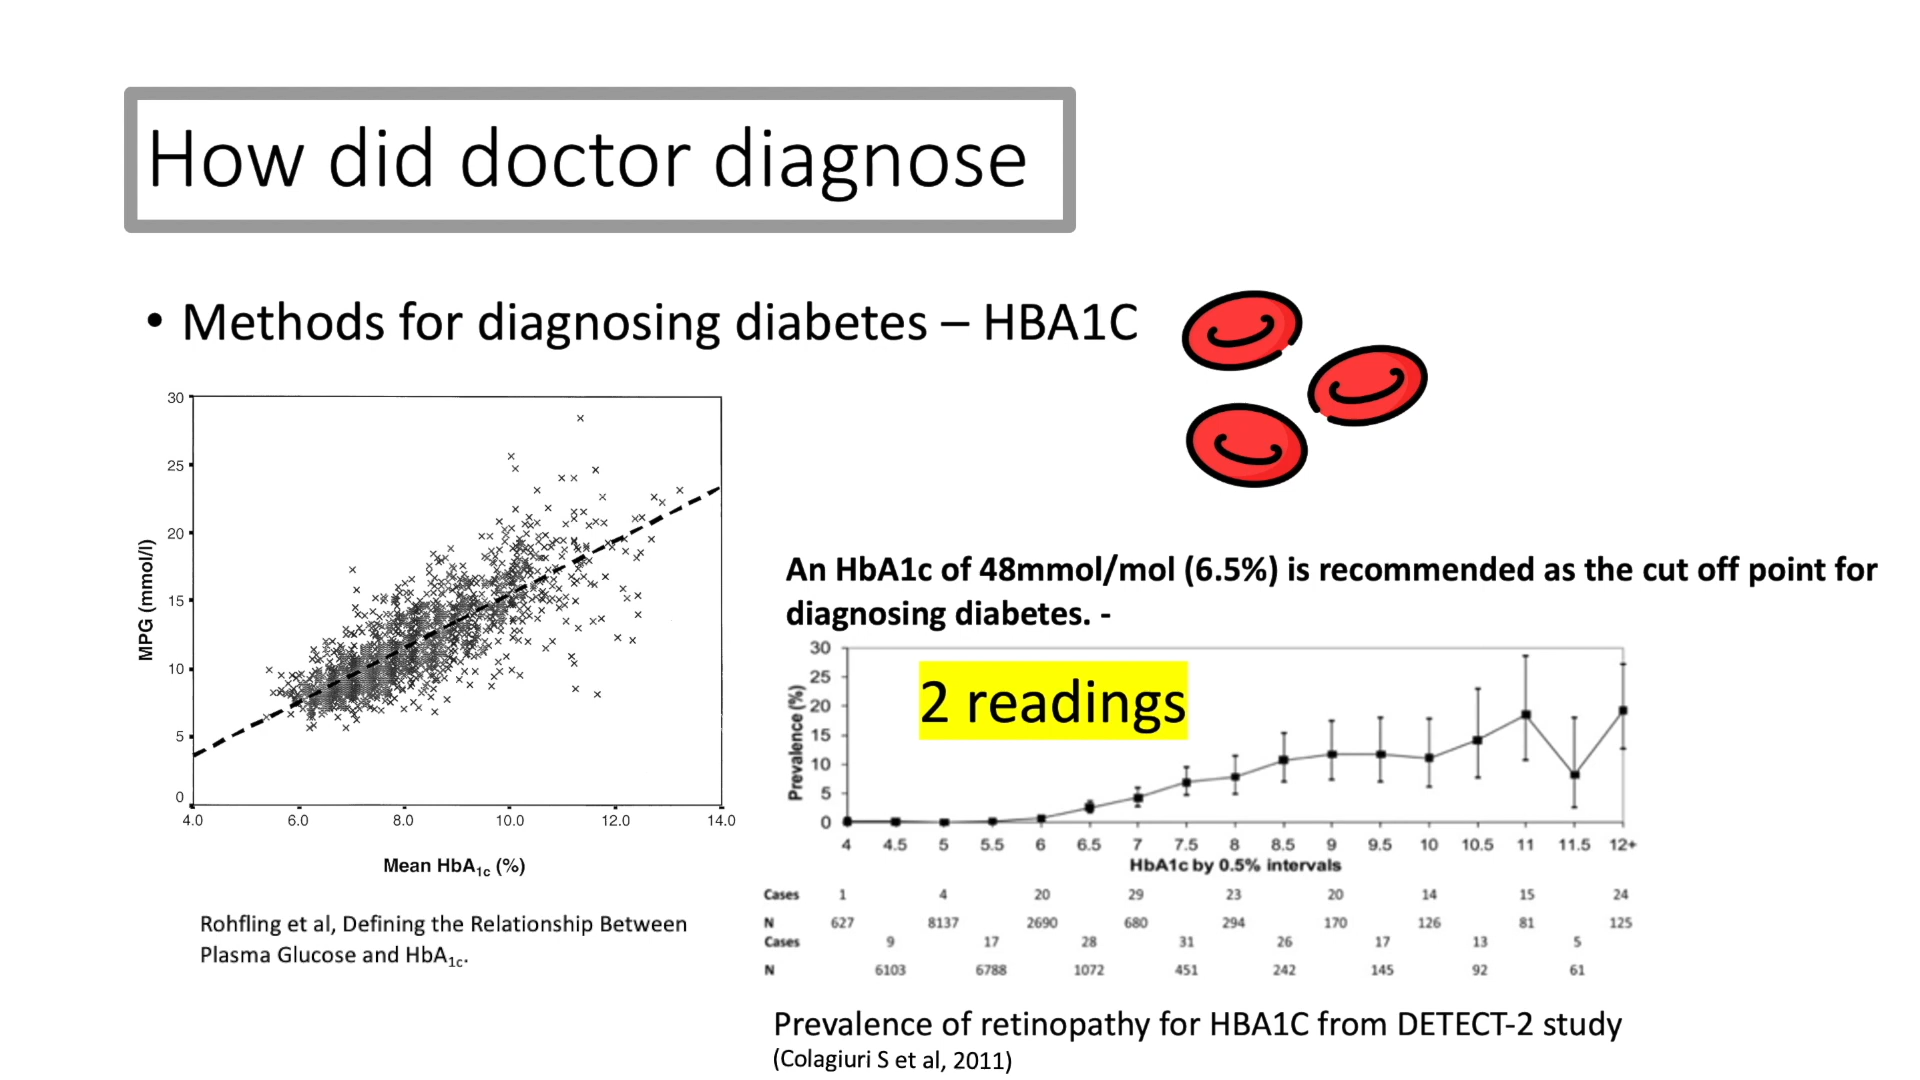 How did doctor diagnose
• Methods for diagnosing diabetes – HBA1C
30
25
20
15
10
5
0
MPG (mmol/l)
4.0 6.0 8.0 10.0 12.0 14.0
Mean HbA1c (%)
Rohfling et al, Defining the Relationship Between
Plasma Glucose and HbA1c.
An HbA1c of 48mmol/mol (6.5%) is recommended as the cut off point for
diagnosing diabetes. -
2 readings
30
25
20
15
10
5
0
Prevalence (%)
4 4.5 5 5.5 6 6.5 7 7.5 8 8.5 9 9.5 10 10.5 11 11.5 12+
HbA1c by 0.5% intervals
Cases 1 4 20 29 23 20 14 15 24
N 627 8137 2690 680 294 170 126 81 125
Cases 9 17 28 31 26 17 13 5
N 6103 6788 1072 451 242 145 92 61
Prevalence of retinopathy for HBA1C from DETECT-2 study
(Colagiuri S et al, 2011)